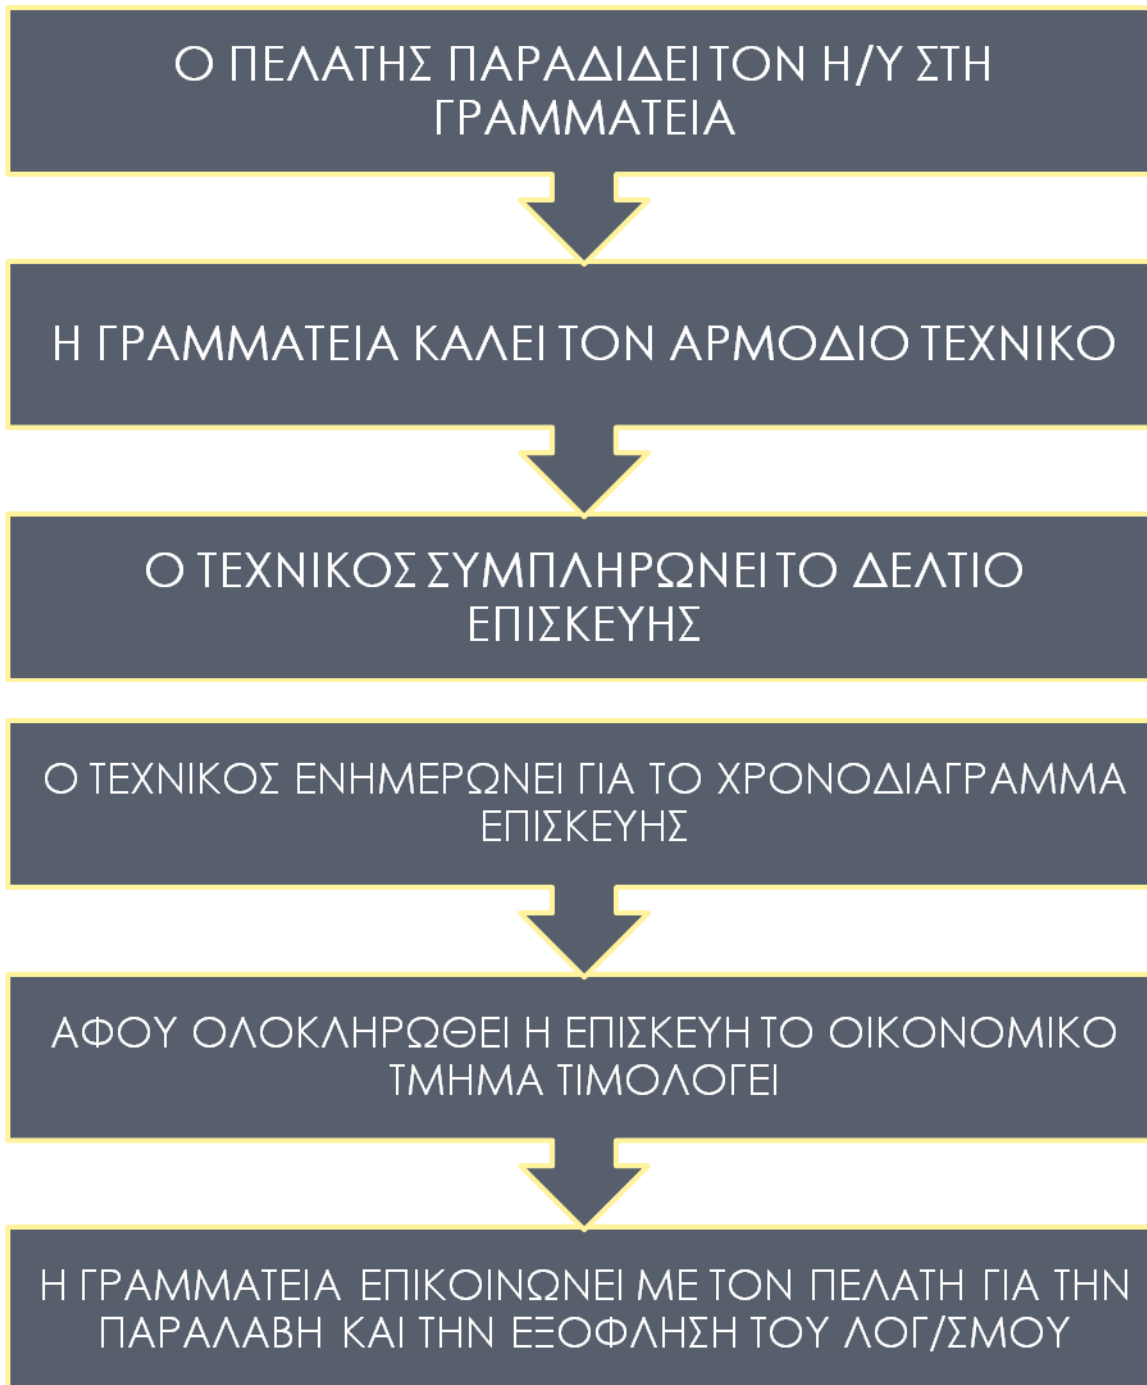 Ο ΠΕΛΑΤΗΣ ΠΑΡΑΔΙΔΕΙ ΤΟΝ Η/Υ ΣΤΗ
ΓΡΑΜΜΑΤΕΙΑ
Η ΓΡΑΜΜΑΤΕΙΑ ΚΑΛΕΙ ΤΟΝ ΑΡΜΟΔΙΟ ΤΕΧΝΙΚΟ
Ο ΤΕΧΝΙΚΟΣ ΣΥΜΠΛΗΡΩΝΕΙ ΤΟ ΔΕΛΤΙΟ
ΕΠΙΣΚΕΥΗΣ
Ο ΤΕΧΝΙΚΟΣ ΕΝΗΜΕΡΩΝΕΙ ΓΙΑ ΤΟ ΧΡΟΝΟΔΙΑΓΡΑΜΜΑ
ΕΠΙΣΚΕΥΗΣ
ΑΦΟΥ ΟΛΟΚΛΗΡΩΘΕΙ Η ΕΠΙΣΚΕΥΗ ΤΟ ΟΙΚΟΝΟΜΙΚΟ
ΤΜΗΜΑ ΤΙΜΟΛΟΓΕΙ
Η ΓΡΑΜΜΑΤΕΙΑ ΕΠΙΚΟΙΝΩΝΕΙ ΜΕ ΤΟΝ ΠΕΛΑΤΗ ΓΙΑ ΤΗΝ
ΠΑΡΑΛΑΒΗ ΚΑΙ ΤΗΝ ΕΞΟΦΛΗΣΗ ΤΟΥ ΛΟΓ/ΣΜΟΥ